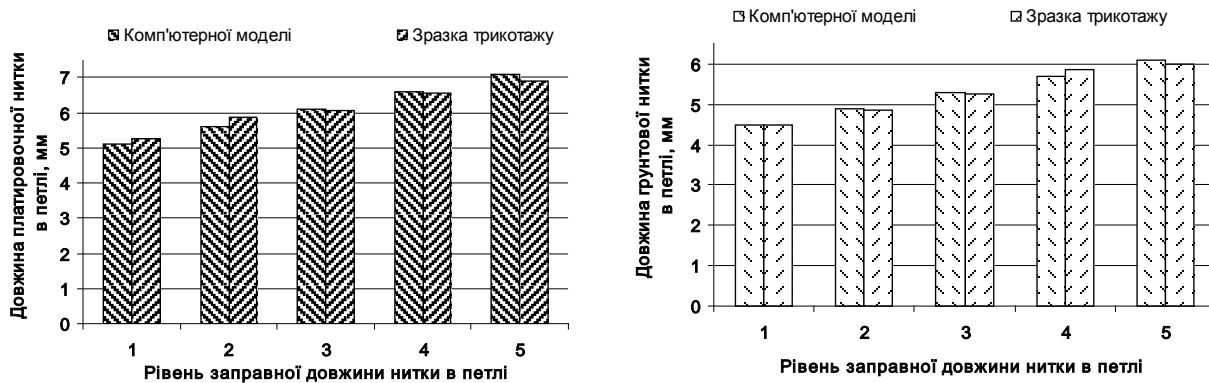 Комп'ютерної моделі Зразка трикотажу
Довжина платировочної нитки
в петлі, мм
7
6
5
4
3
2
1
0
1 2 3 4 5
Рівень заправної довжини нитки в петлі
Комп'ютерної моделі Зразка трикотажу
Довжина грунтової нитки
в петлі, мм
6
5
4
3
2
1
0
1 2 3 4 5
Рівень заправної довжини нитки в петлі